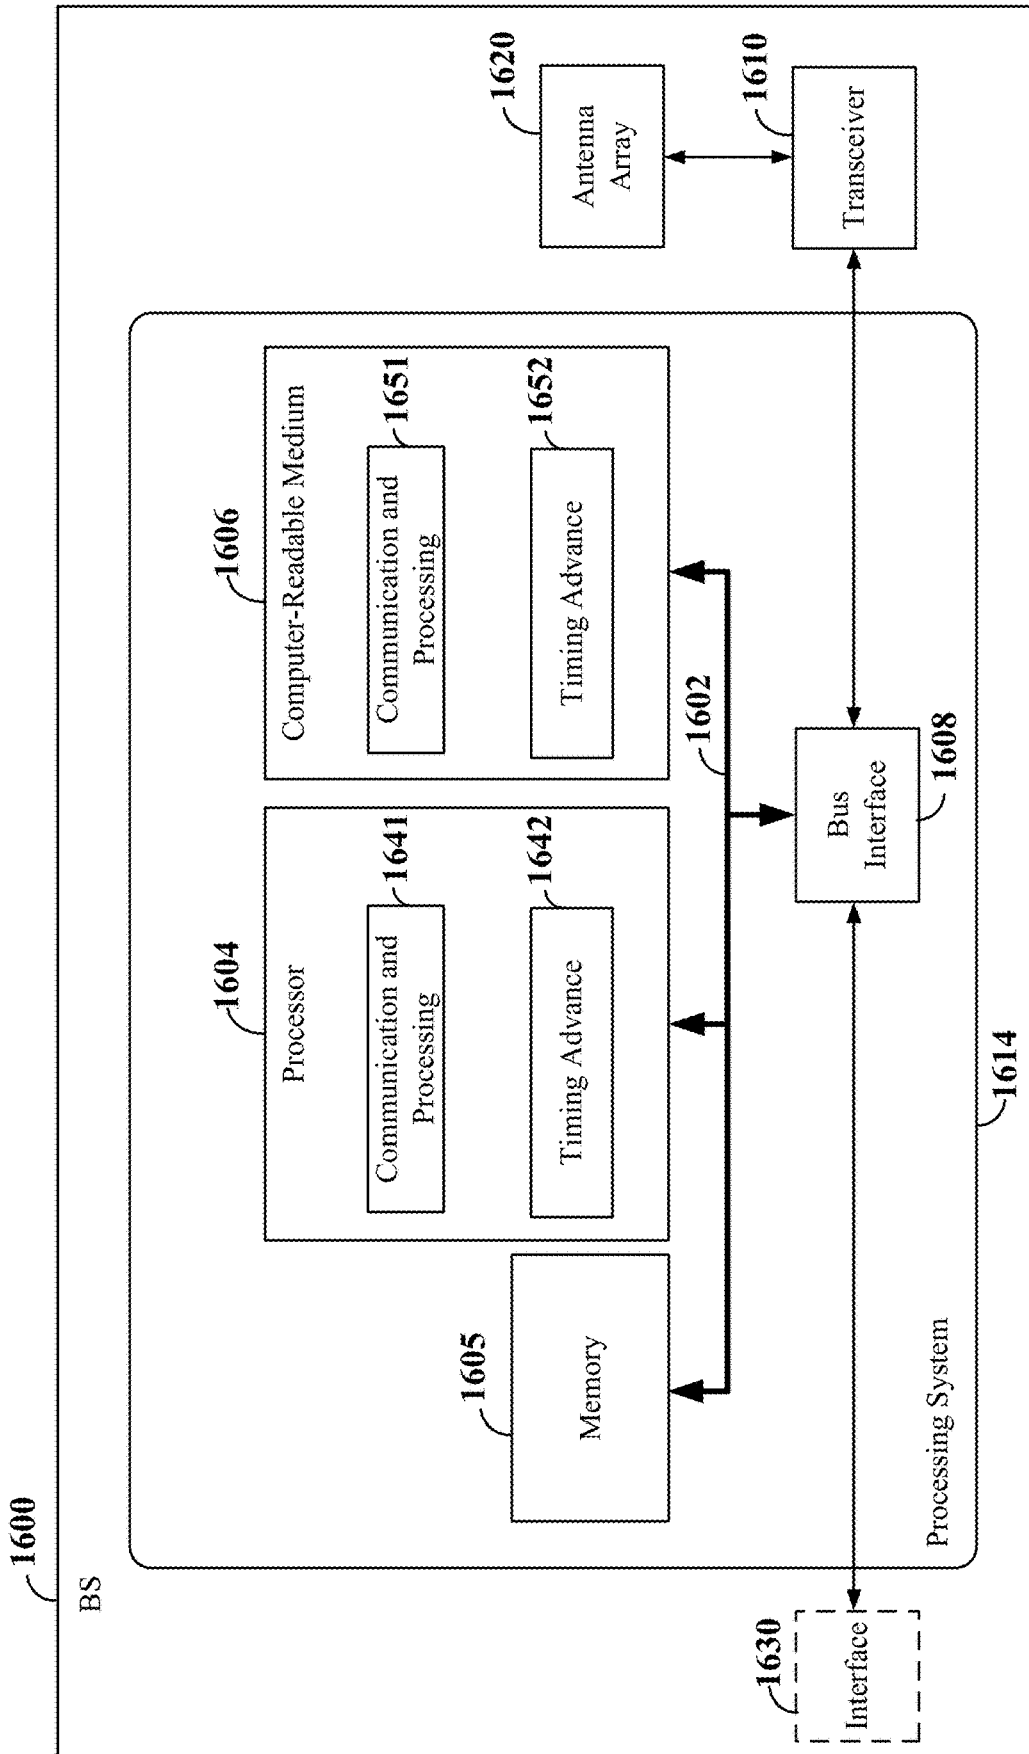 1600
BS
1604
Processor
1641
Communication and
Processing
1642
Timing Advance
1606
Computer-Readable Medium
1651
Communication and
Processing
1652
Timing Advance
1605
Memory
1602
1620
Antenna
Array
1610
Transceiver
1630
Interface
Bus
Interface
1608
Processing System
1614